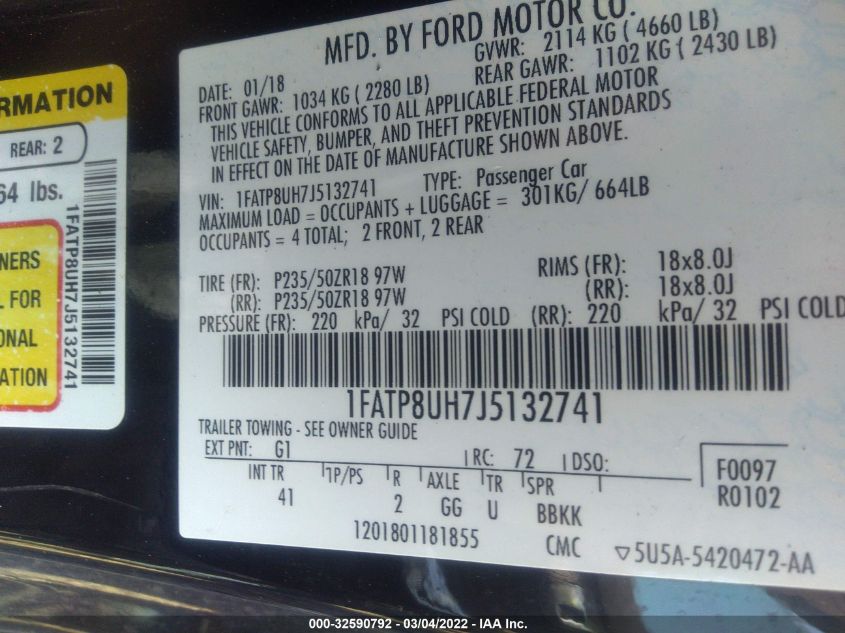 RMATION
REAR: 2
64 lbs.
1FATP8UH7J5132741
NERS
L FOR
ONAL
ATION
MFD. BY FORD MOTOR CO.
DATE: 01/18 GVWR: 2114 KG ( 4660 LB)
FRONT GAWR: 1034 KG ( 2280 LB) REAR GAWR: 1102 KG ( 2430 LB)
THIS VEHICLE CONFORMS TO ALL APPLICABLE FEDERAL MOTOR
VEHICLE SAFETY, BUMPER, AND THEFT PREVENTION STANDARDS
IN EFFECT ON THE DATE OF MANUFACTURE SHOWN ABOVE.
VIN: 1FATP8UH7J5132741 TYPE: Passenger Car
MAXIMUM LOAD = OCCUPANTS + LUGGAGE = 301KG/ 664LB
OCCUPANTS = 4 TOTAL; 2 FRONT, 2 REAR
TIRE (FR): P235/50ZR18 97W RIMS (FR): 18x8.0J
(RR): P235/50ZR18 97W (RR): 18x8.0J
PRESSURE (FR): 220 kPa/ 32 PSI COLD (RR): 220 kPa/ 32 PSI COLD
1FATP8UH7J5132741
TRAILER TOWING - SEE OWNER GUIDE
EXT PNT: G1 RC: 72 DSO: F0097
INT TR TP/PS R AXLE TR SPR R0102
41 2 GG U BBKK
1201801181855 CMC ▽5U5A-5420472-AA
000-32590792 - 03/04/2022 - IAA Inc.